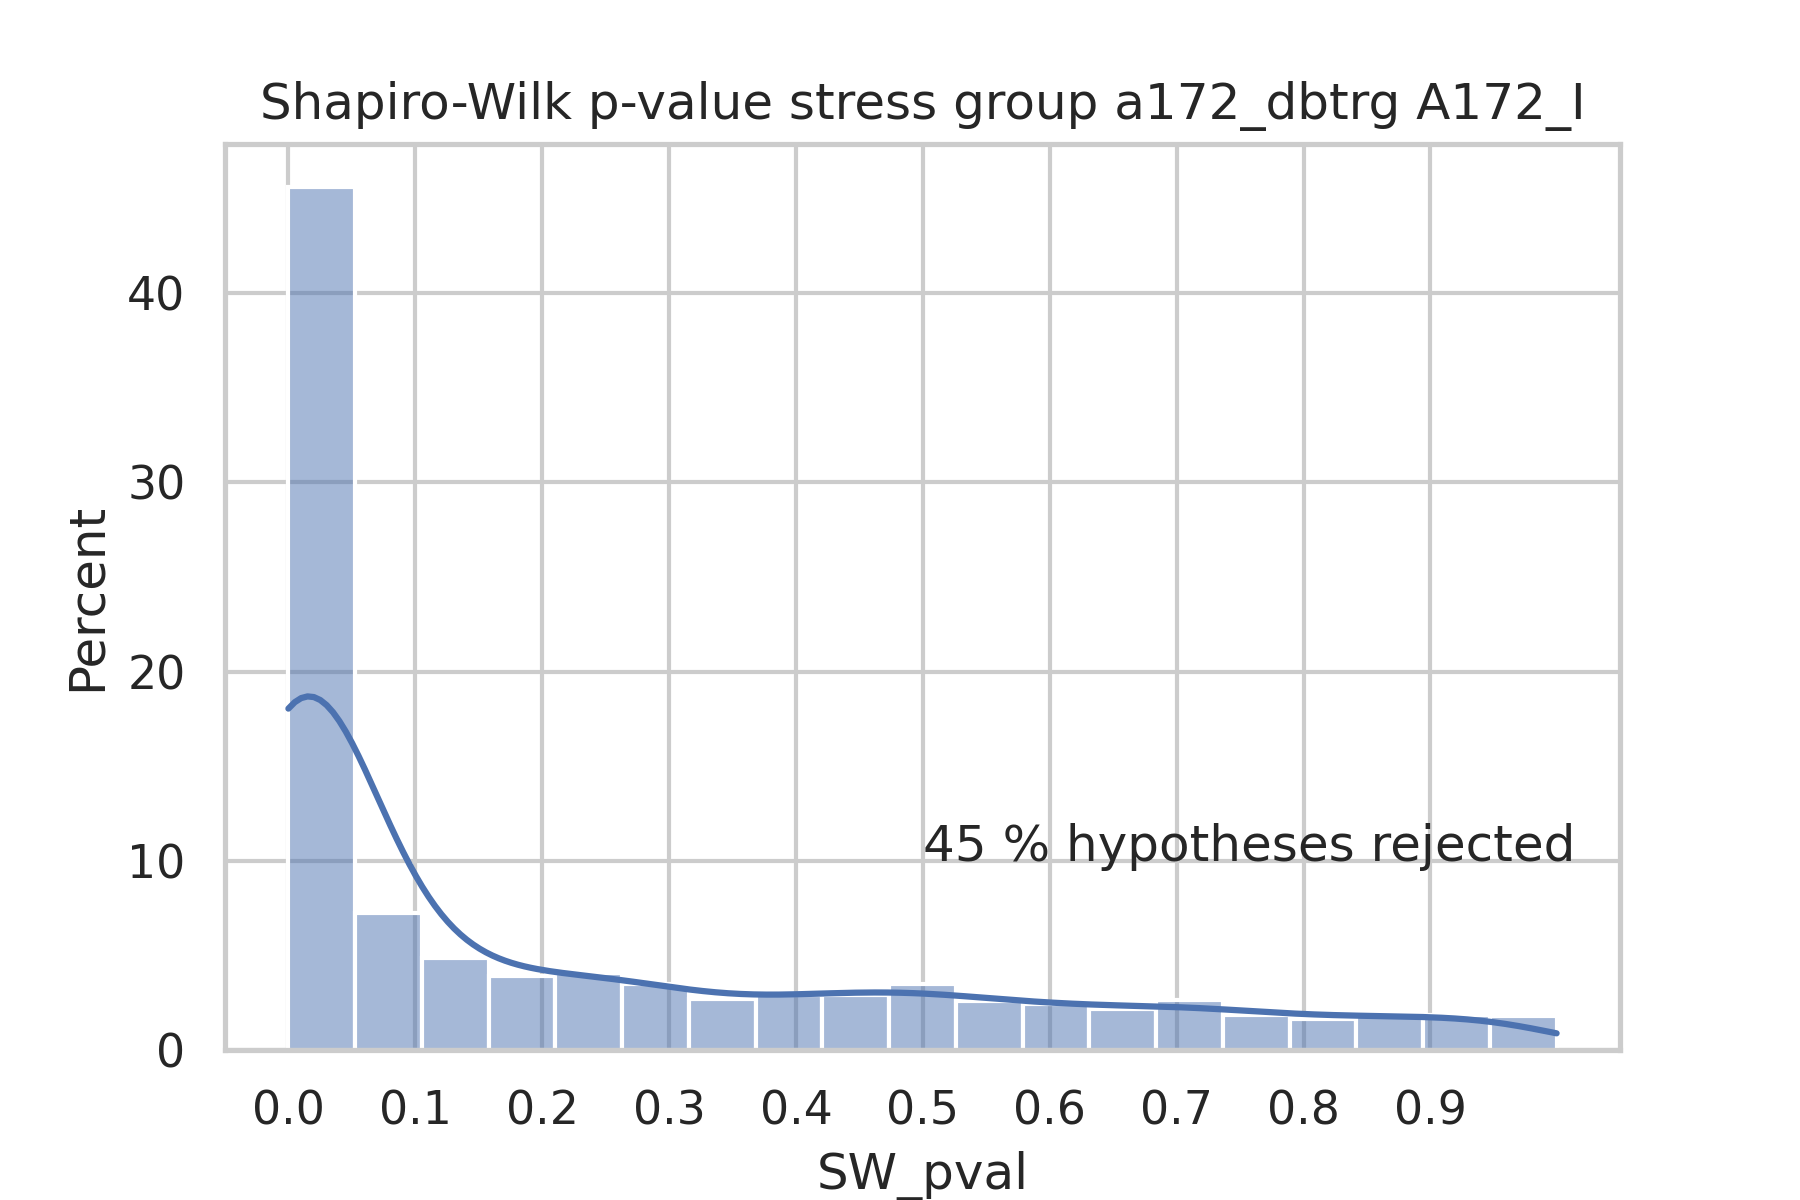 Shapiro-Wilk p-value stress group a172_dbtrg A172_I
Percent
40
30
20
10
0
45 % hypotheses rejected
0.0 0.1 0.2 0.3 0.4 0.5 0.6 0.7 0.8 0.9
SW_pval